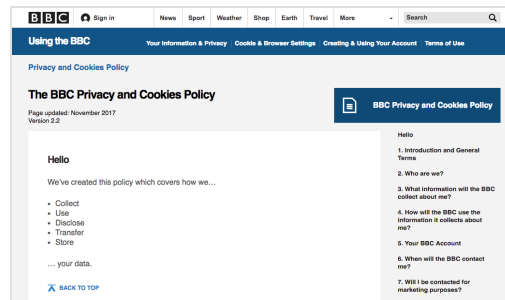 BBC Sign in News Sport Weather Shop Earth Travel More Search
Using the BBC Your Information & Privacy Cookie & Browser Settings Creating & Using Your Account Terms of Use
Privacy and Cookies Policy
The BBC Privacy and Cookies Policy
Page updated: November 2017
Version 2.2
Hello
We've created this policy which covers how we…
• Collect
• Use
• Disclose
• Transfer
• Store
… your data.
BACK TO TOP
BBC Privacy and Cookies Policy
Hello
1. Introduction and General
Terms
2. Who are we?
3. What information will the BBC
collect about me?
4. How will the BBC use the
information it collects about
me?
5. Your BBC Account
6. When will the BBC contact
me?
7. Will I be contacted for
marketing purposes?